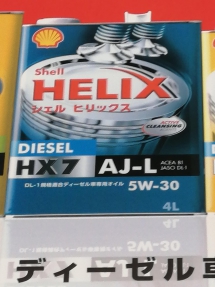 Shell
HELIX
シェル ヒリックス
ACTIVE
CLEANSING
DIESEL
HX7 AJ-L
ACEA B1
JASO DL-1
DL-1規格適合ディーゼル車専用オイル
5W-30
4L
ディーゼル車